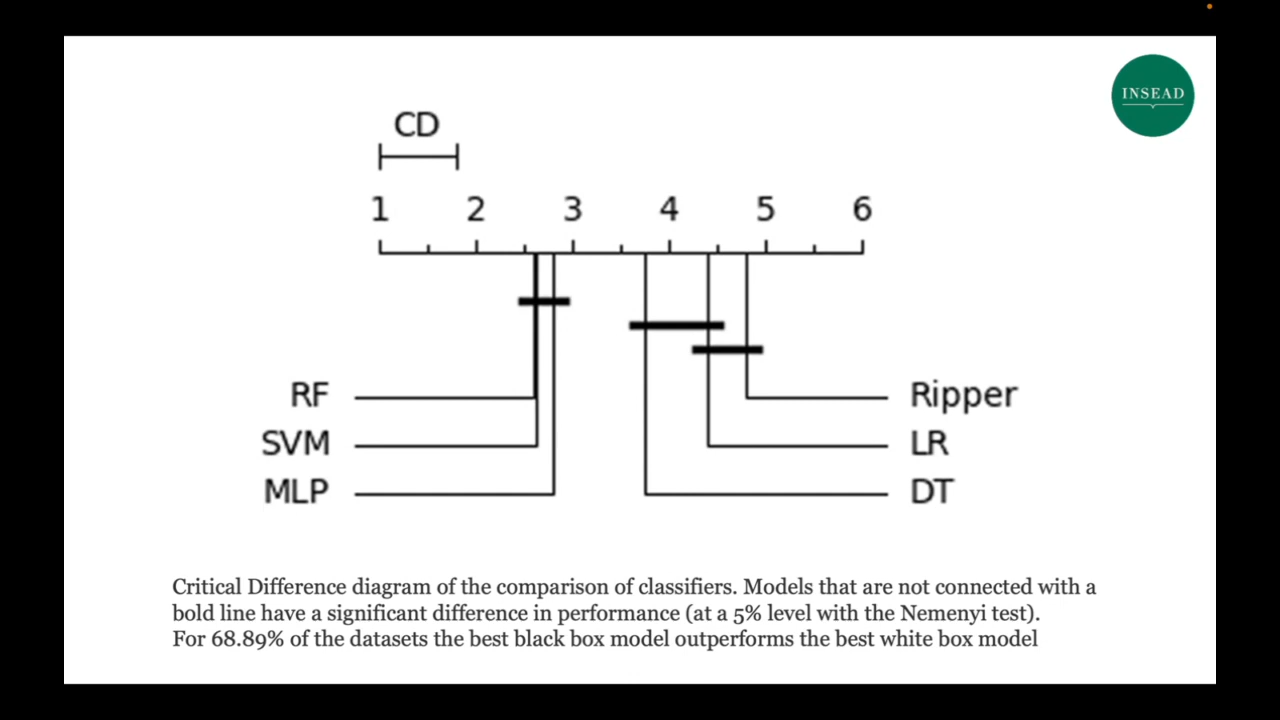 INSEAD
CD
1 2 3 4 5 6
RF Ripper
SVM LR
MLP DT
Critical Difference diagram of the comparison of classifiers. Models that are not connected with a
bold line have a significant difference in performance (at a 5% level with the Nemenyi test).
For 68.89% of the datasets the best black box model outperforms the best white box model